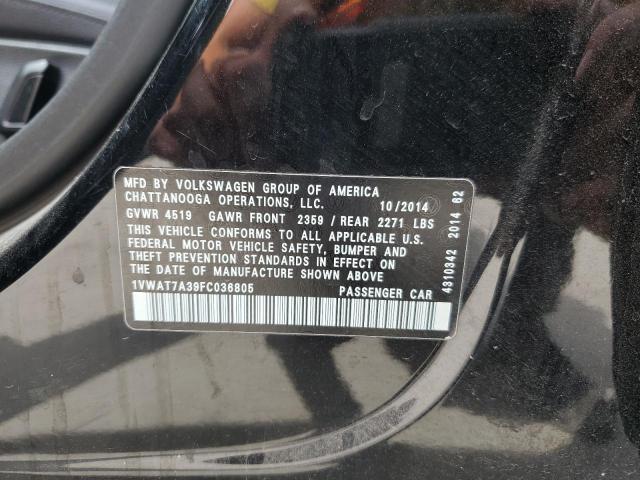 MFD BY VOLKSWAGEN GROUP OF AMERICA
CHATTANOOGA OPERATIONS, LLC. 10/2014
GVWR 4519 GAWR FRONT 2359 / REAR 2271 LBS
THIS VEHICLE CONFORMS TO ALL APPLICABLE U.S.
FEDERAL MOTOR VEHICLE SAFETY, BUMPER AND
THEFT PREVENTION STANDARDS IN EFFECT ON
THE DATE OF MANUFACTURE SHOWN ABOVE
1VWAT7A39FC036805 PASSENGER CAR
4310342 2014 62